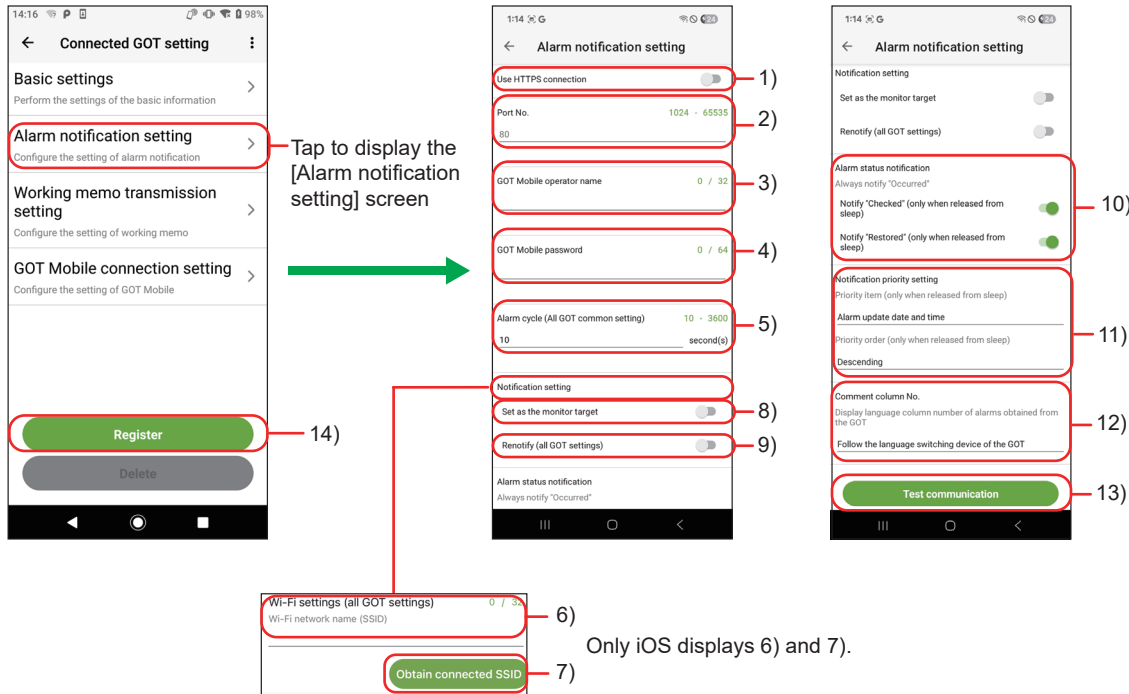 14:16 98%
Connected GOT setting
Basic settings
Perform the settings of the basic information
Alarm notification setting
Configure the setting of alarm notification
Working memo transmission
setting
Configure the setting of working memo
GOT Mobile connection setting
Configure the setting of GOT Mobile
Register
Delete
14)
Tap to display the
[Alarm notification
setting] screen
1:14 G 24
Alarm notification setting
Use HTTPS connection
1)
Port No. 1024 - 65535
80
2)
GOT Mobile operator name 0 / 32
3)
GOT Mobile password 0 / 64
4)
Alarm cycle (All GOT common setting) 10 - 3600
10 second(s)
5)
Notification setting
Set as the monitor target
8)
Renotify (all GOT settings)
9)
Alarm status notification
Always notify "Occurred"
1:14 G 24
Alarm notification setting
Notification setting
Set as the monitor target
Renotify (all GOT settings)
Alarm status notification
Always notify "Occurred"
Notify "Checked" (only when released from
sleep)
Notify "Restored" (only when released from
sleep)
10)
Notification priority setting
Priority item (only when released from sleep)
Alarm update date and time
Priority order (only when released from sleep)
Descending
11)
Comment column No.
Display language column number of alarms obtained from
the GOT
Follow the language switching device of the GOT
12)
Test communication
13)
Wi-Fi settings (all GOT settings) 0 / 32
Wi-Fi network name (SSID)
6)
Obtain connected SSID
7)
Only iOS displays 6) and 7).